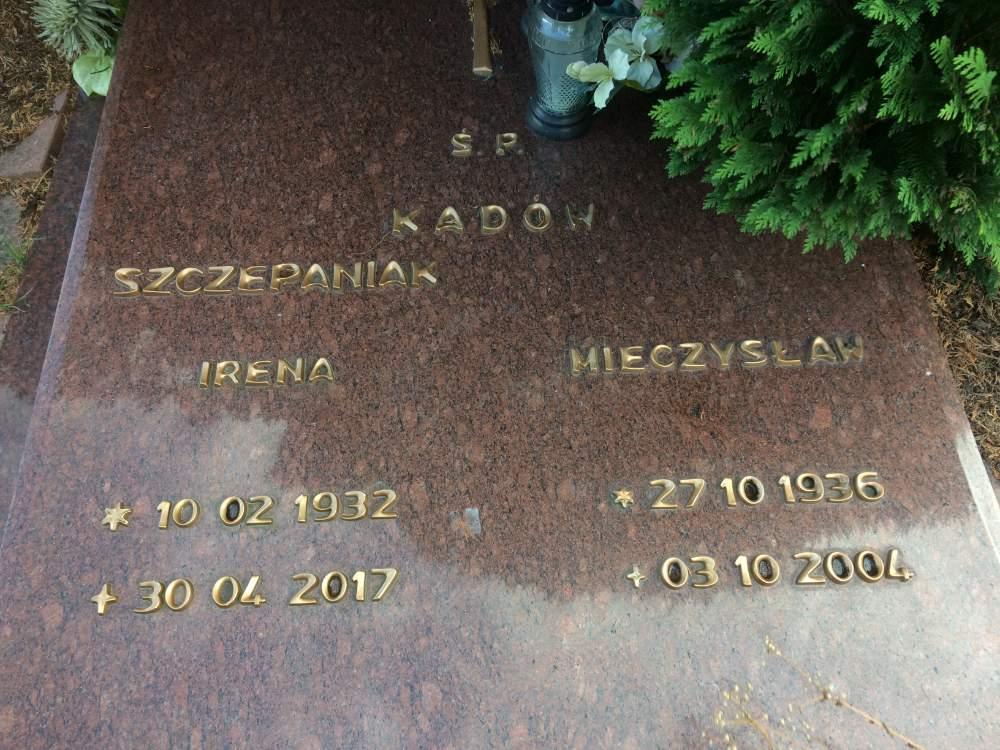 Ś. P.
KADÓW
SZCZEPANIAK
IRENA
MIECZYSŁAW
* 10 02 1932
+ 30 04 2017
* 27 10 1936
+ 03 10 2004